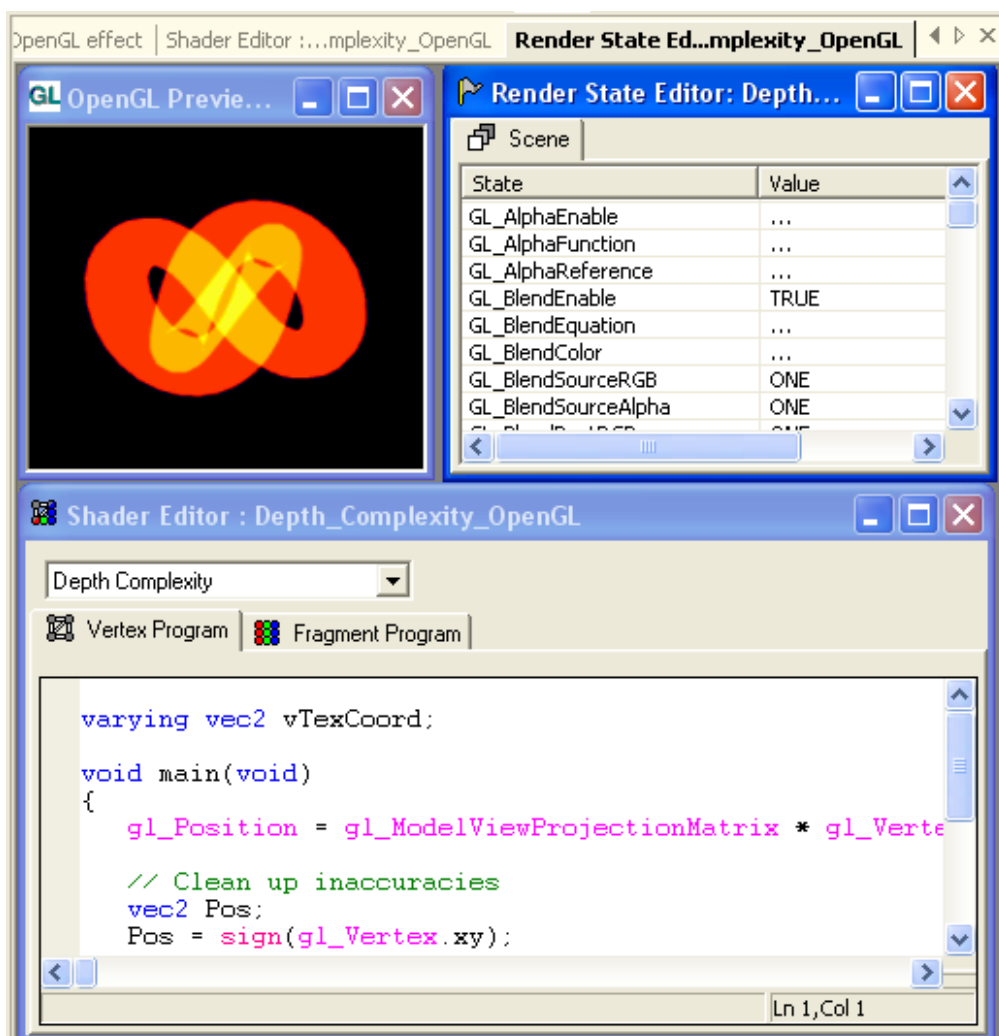 OpenGL effect Shader Editor :...mplexity_OpenGL Render State Ed...mplexity_OpenGL
GL OpenGL Previe...
Render State Editor: Depth...
Scene
State Value
GL_AlphaEnable ...
GL_AlphaFunction ...
GL_AlphaReference ...
GL_BlendEnable TRUE
GL_BlendEquation ...
GL_BlendColor ...
GL_BlendSourceRGB ONE
GL_BlendSourceAlpha ONE
Shader Editor : Depth_Complexity_OpenGL
Depth Complexity
Vertex Program Fragment Program
varying vec2 vTexCoord;
void main(void)
{
gl_Position = gl_ModelViewProjectionMatrix * gl_Verte
// Clean up inaccuracies
vec2 Pos;
Pos = sign(gl_Vertex.xy);
Ln 1,Col 1